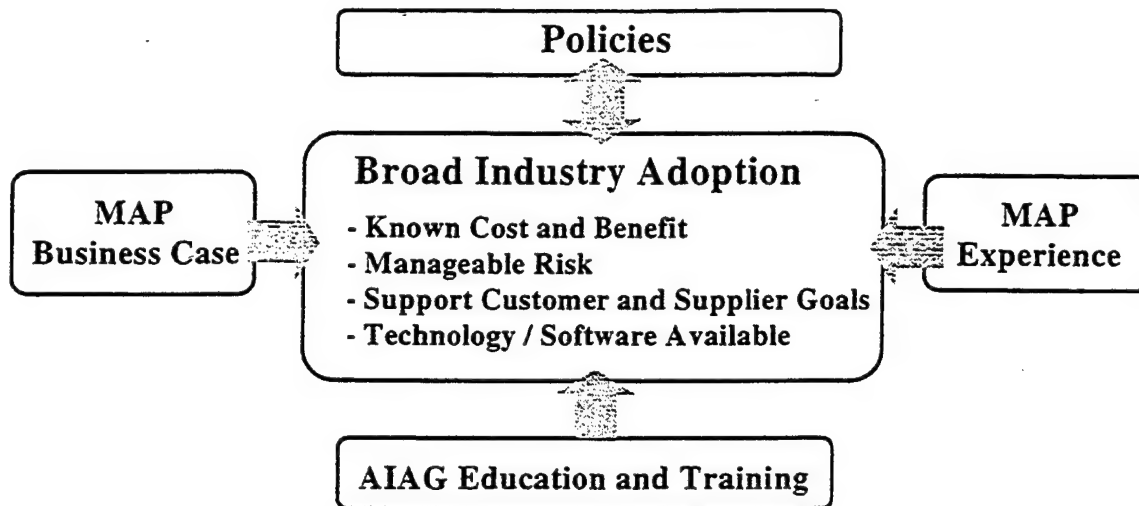 Policies
Broad Industry Adoption
- Known Cost and Benefit
- Manageable Risk
- Support Customer and Supplier Goals
- Technology / Software Available
MAP
Business Case
MAP
Experience
AIAG Education and Training